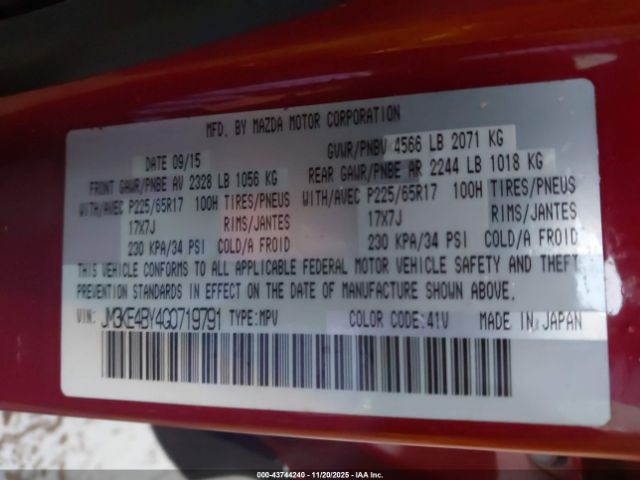 MFD. BY MAZDA MOTOR CORPORATION
DATE 09/15 GVWR/PNBV 4566 LB 2071 KG
FRONT GAWR/PNBE AV 2328 LB 1056 KG REAR GAWR/PNBE AR 2244 LB 1018 KG
WITH/AVEC P225/65R17 100H TIRES/PNEUS WITH/AVEC P225/65R17 100H TIRES/PNEUS
17X7J RIMS/JANTES 17X7J RIMS/JANTES
230 KPA/34 PSI COLD/A FROID 230 KPA/34 PSI COLD/A FROID
THIS VEHICLE CONFORMS TO ALL APPLICABLE FEDERAL MOTOR VEHICLE SAFETY AND THEFT
PREVENTION STANDARDS IN EFFECT ON THE DATE OF MANUFACTURE SHOWN ABOVE.
VIN: JM3KE4BY4G0719791 TYPE:MPV COLOR CODE:41V MADE IN JAPAN
000-43744240 - 11/20/2025 - IAA Inc.